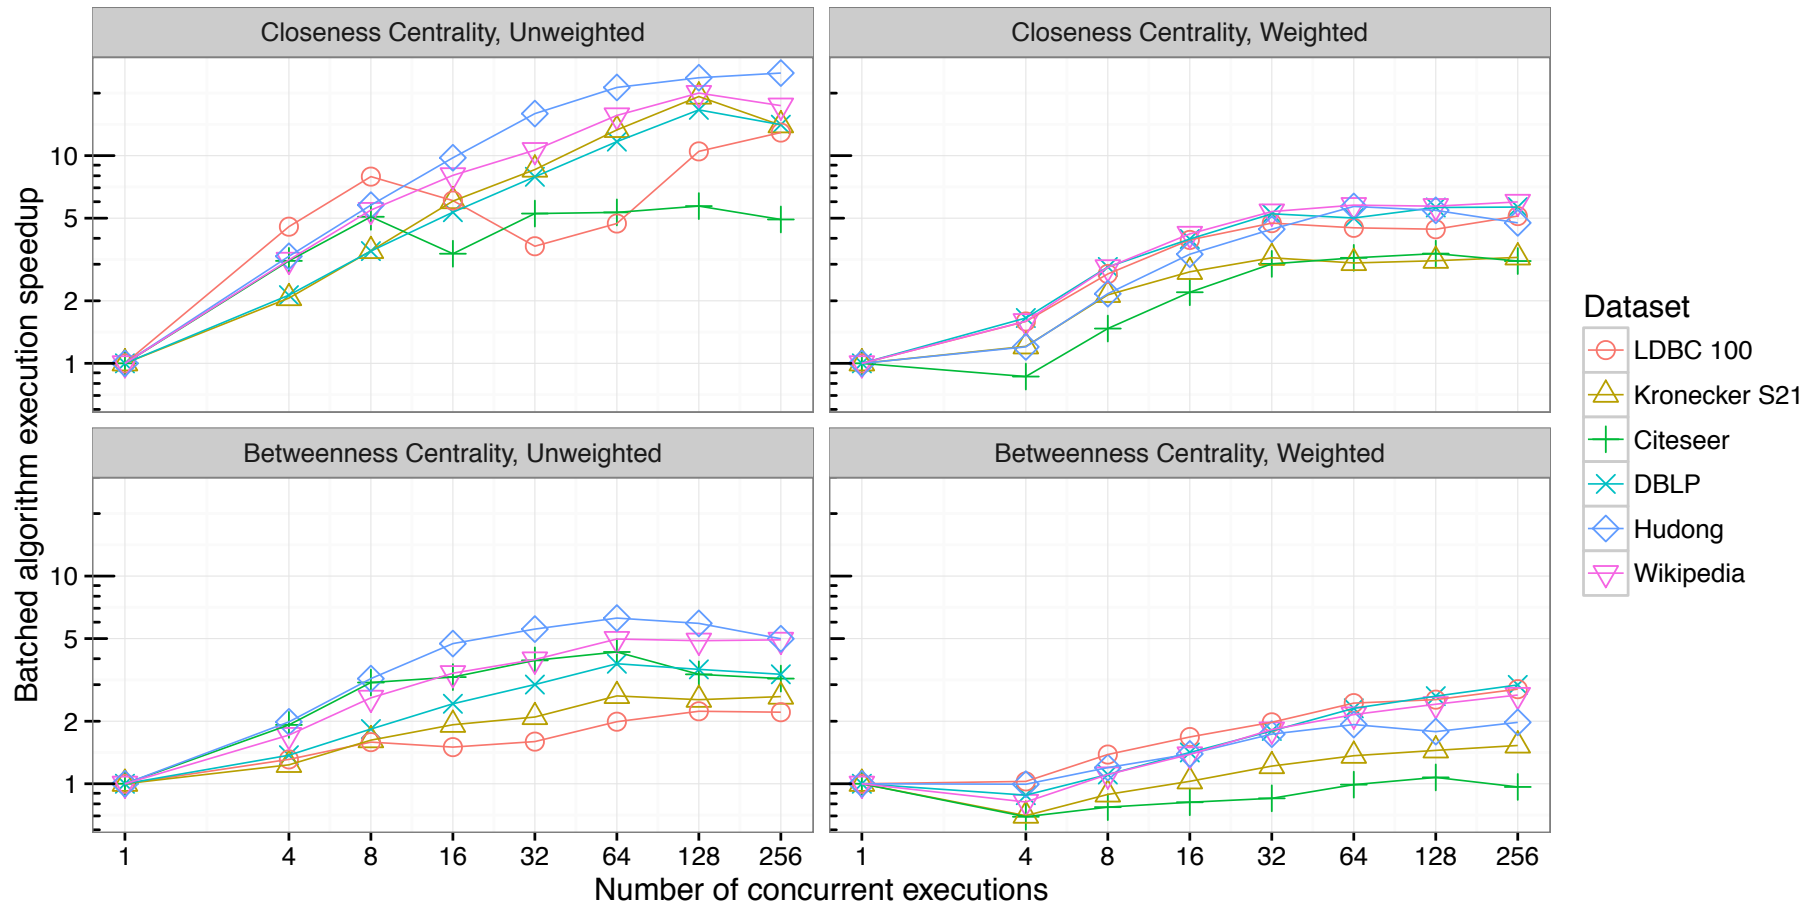 Closeness Centrality, Unweighted
Closeness Centrality, Weighted
10
5
2
1
Betweenness Centrality, Unweighted
Betweenness Centrality, Weighted
10
5
2
1
1 4 8 16 32 64 128 256
1 4 8 16 32 64 128 256
Number of concurrent executions
Batched algorithm execution speedup
Dataset
LDBC 100
Kronecker S21
Citeseer
DBLP
Hudong
Wikipedia